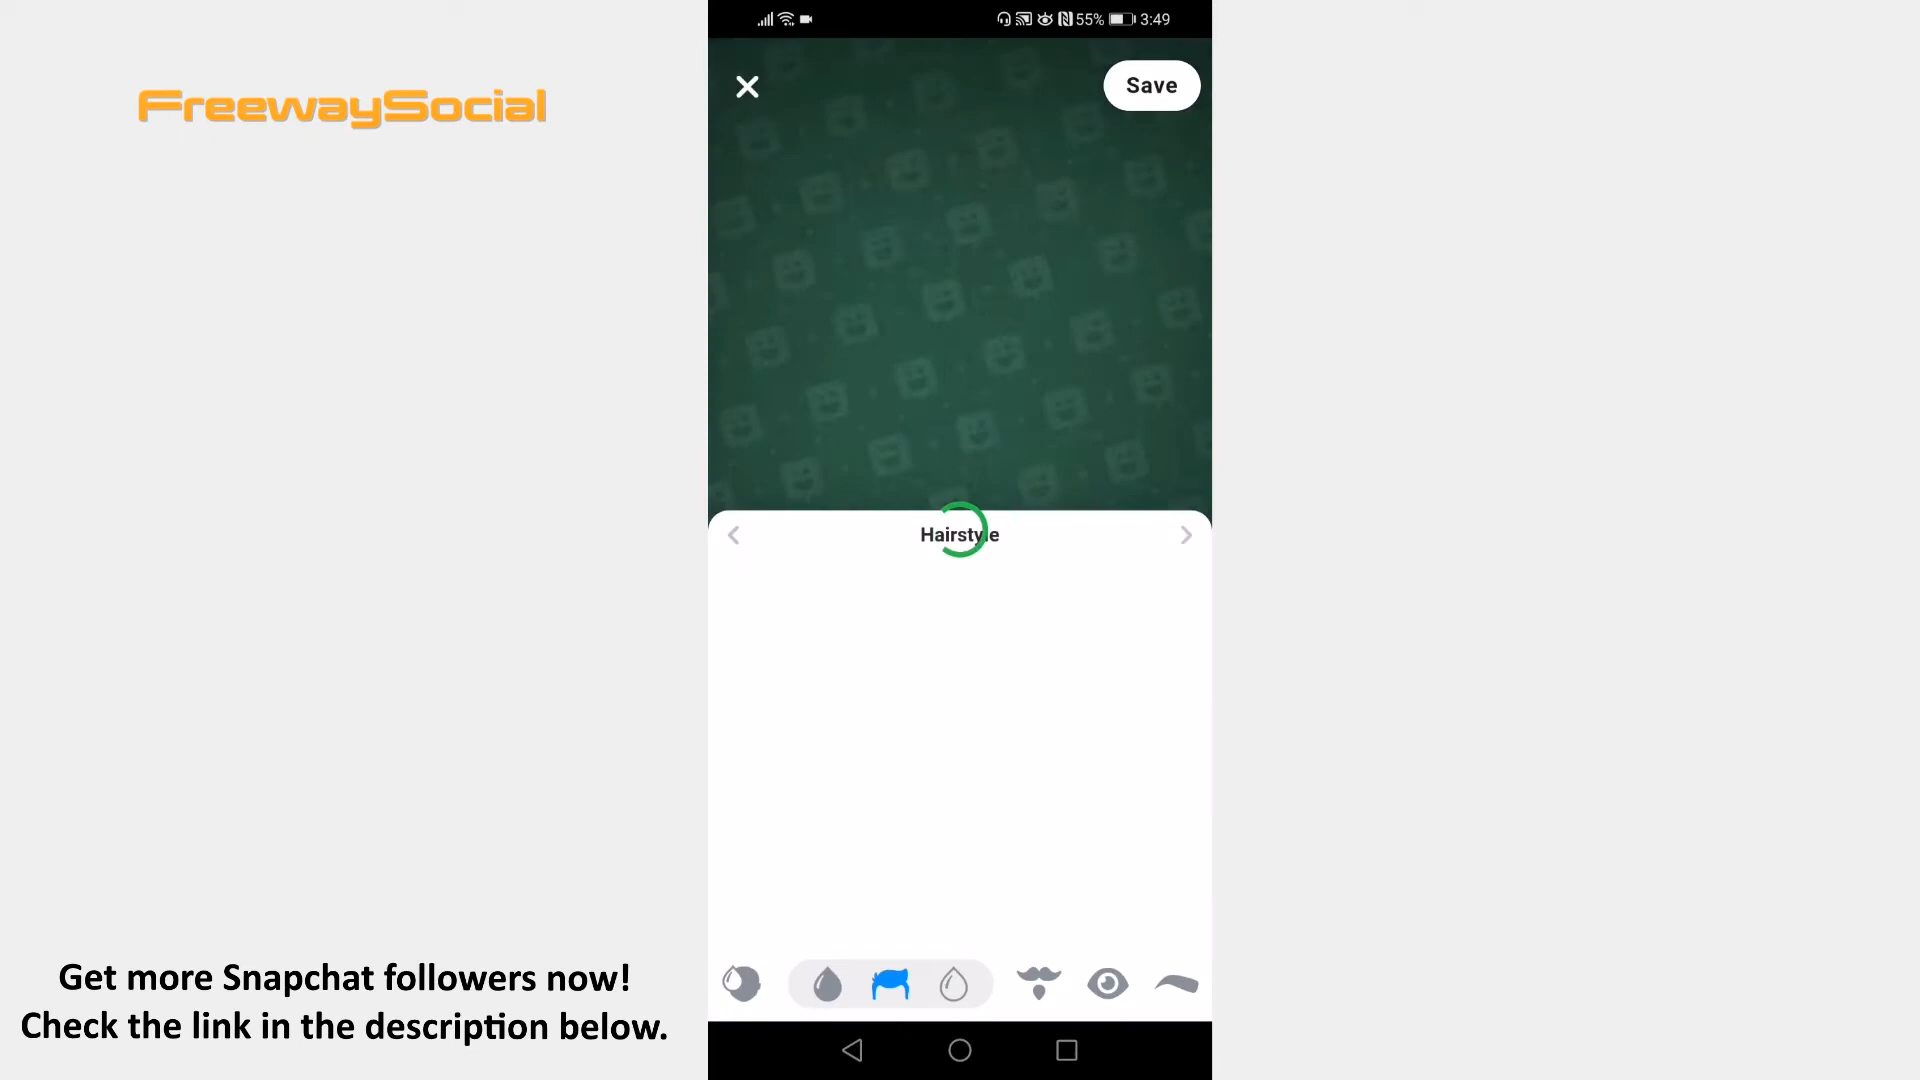 55% 3:49
FreewaySocial
Save
Hairstyle
Get more Snapchat followers now!
Check the link in the description below.